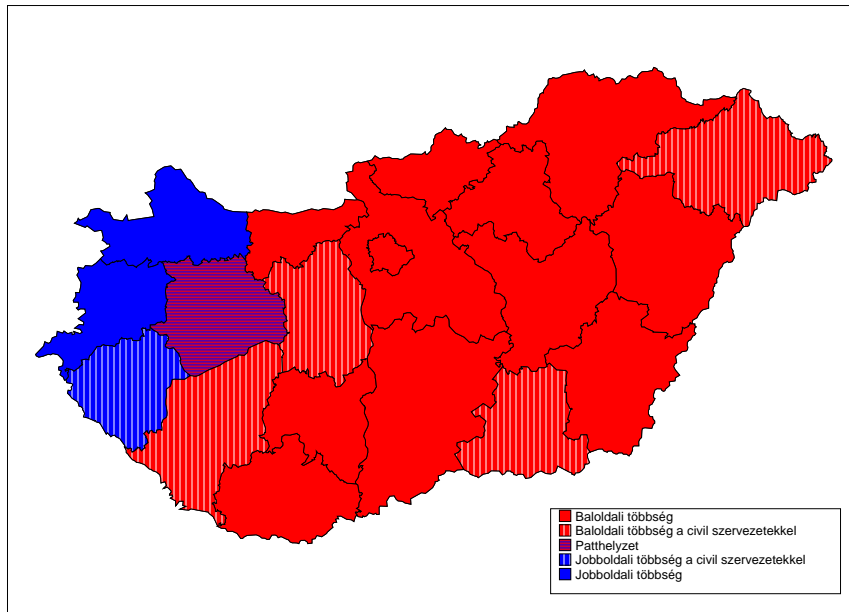 Baloldali többség
Baloldali többség a civil szervezetekkel
Patthelyzet
Jobboldali többség a civil szervezetekkel
Jobboldali többség